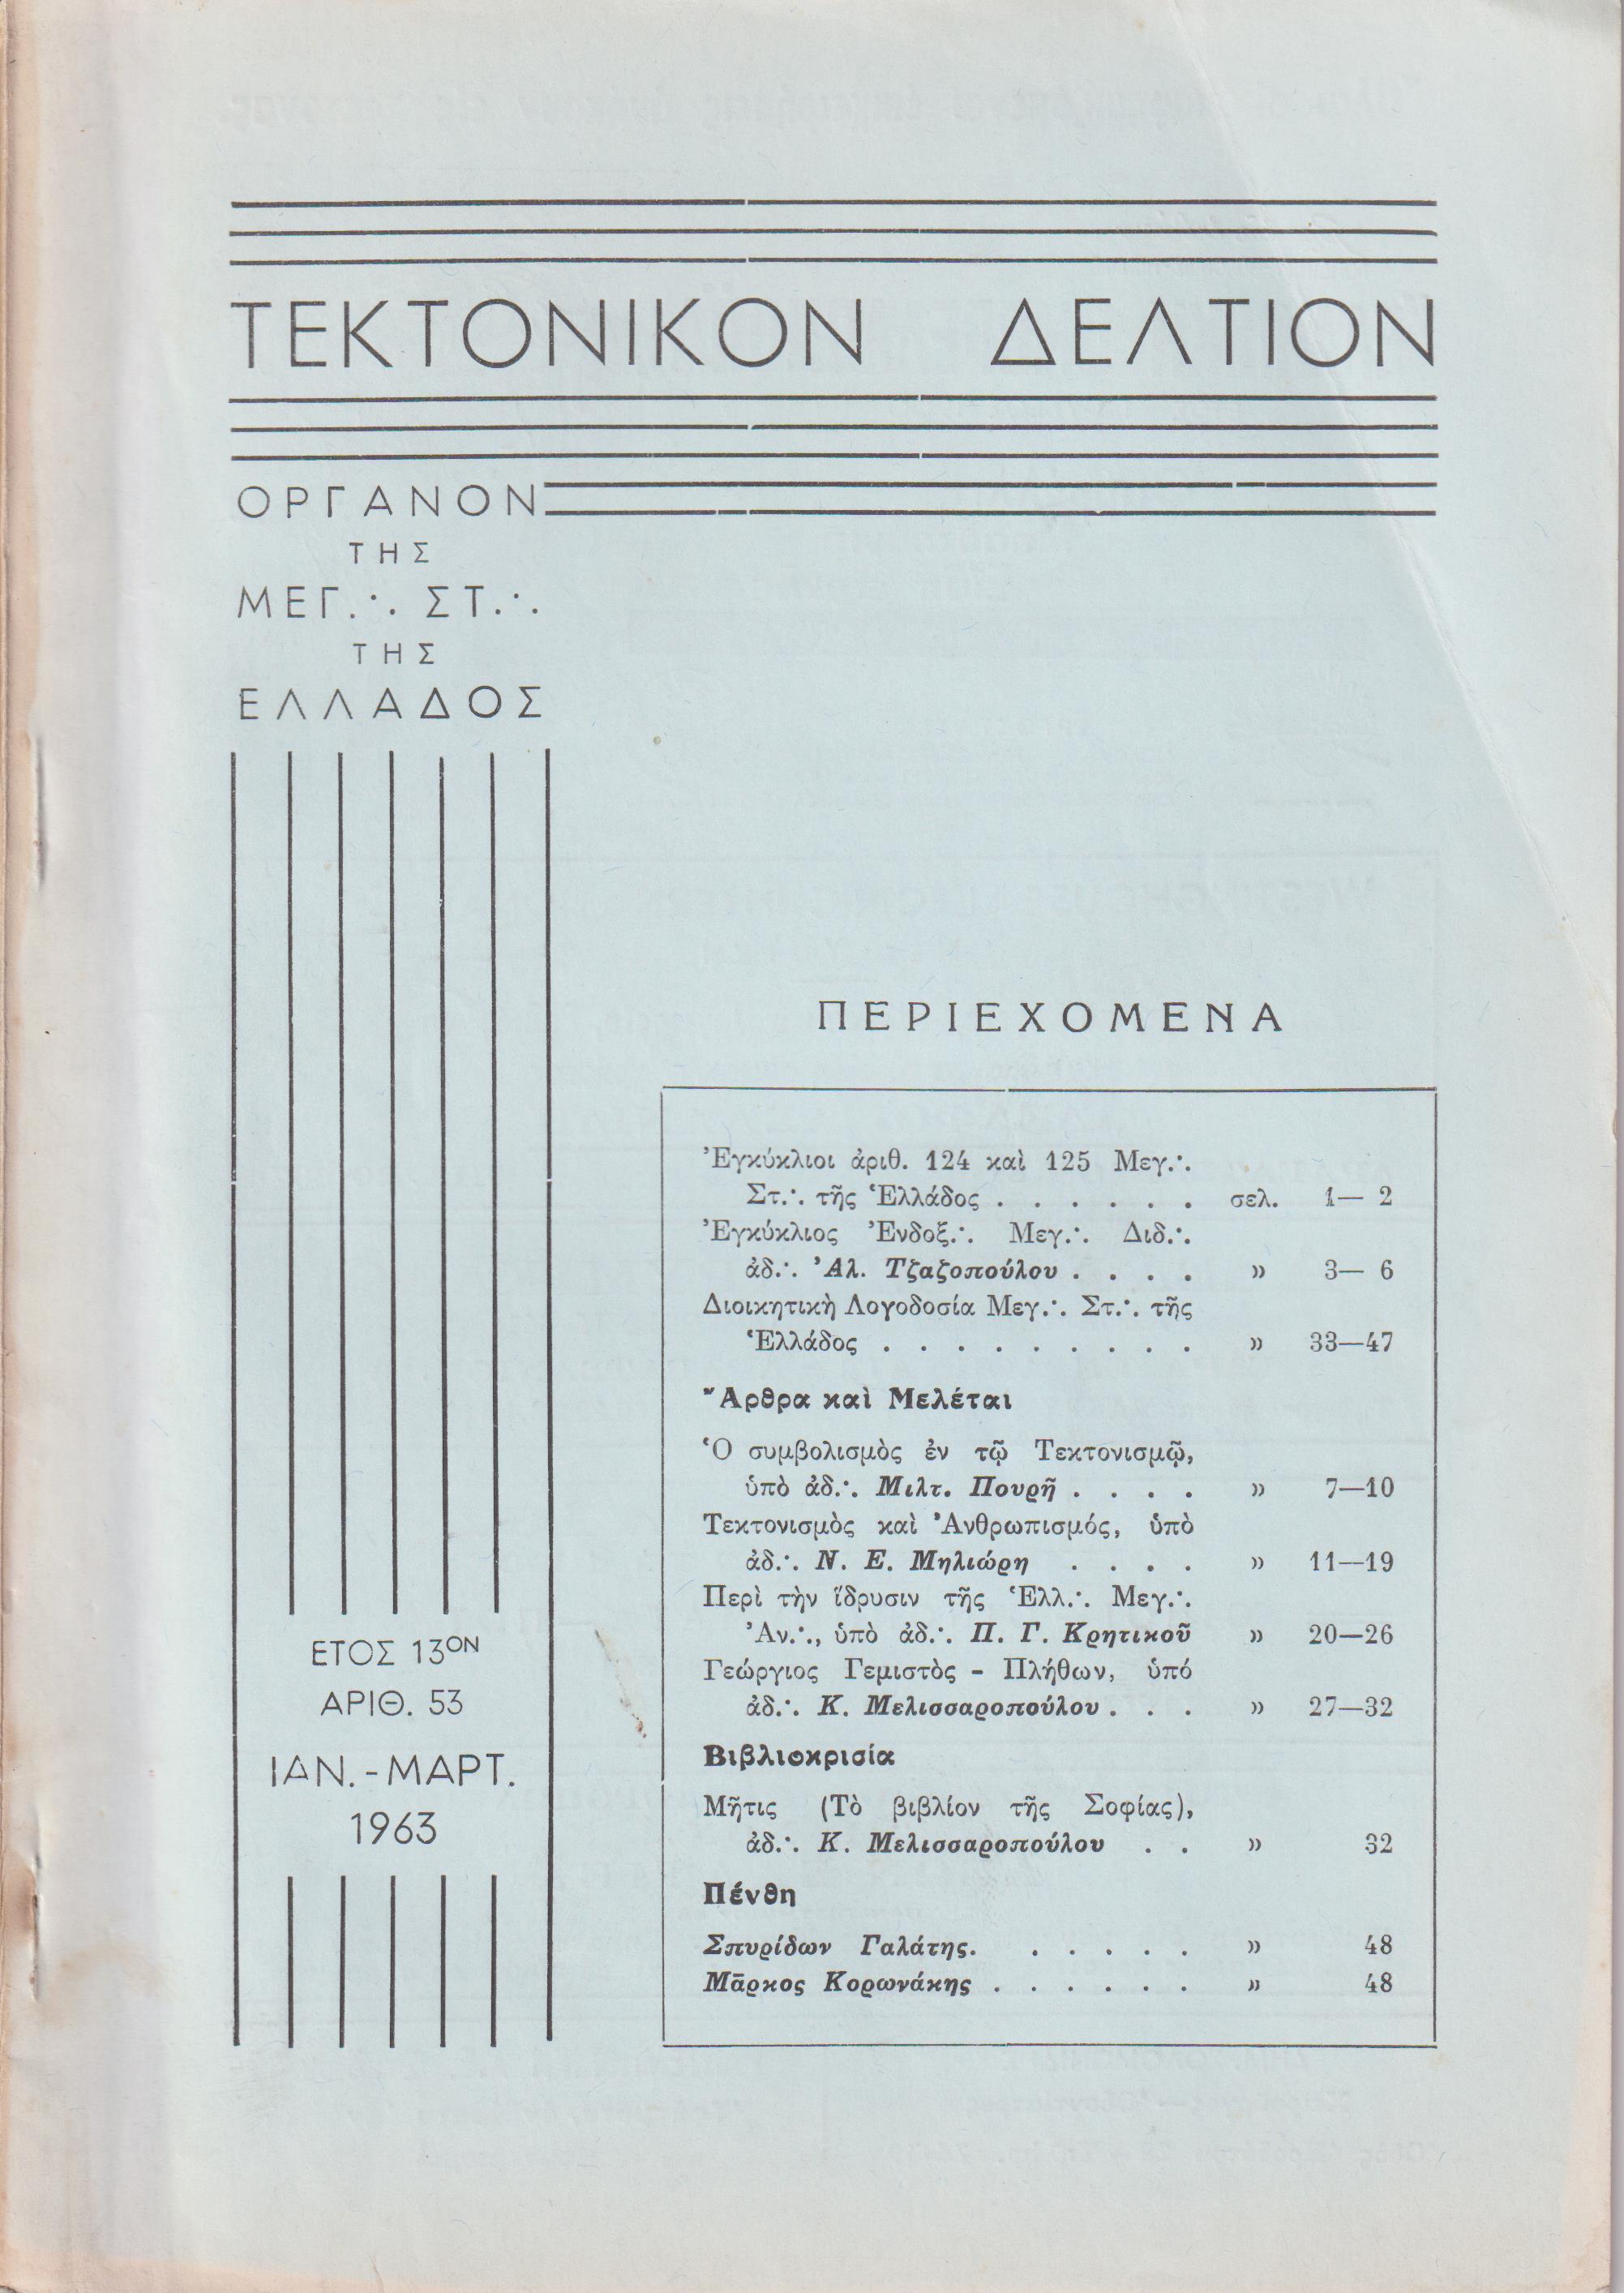 ΤΕΚΤΟΝΙΚΟΝ ΔΕΛΤΙΟΝ
ΟΡΓΑΝΟΝ
ΤΗΣ
ΜΕΓ.·. ΣΤ.·.
ΤΗΣ
ΕΛΛΑΔΟΣ
ΕΤΟΣ 13ΟΝ
ΑΡΙΘ. 53
ΙΑΝ. - ΜΑΡΤ.
1963
ΠΕΡΙΕΧΟΜΕΝΑ
Ἐγκύκλιοι ἀριθ. 124 καὶ 125 Μεγ.·.
Στ.·. τῆς Ἑλλάδος . . . . . . σελ. 1— 2
Ἐγκύκλιος Ἐνδοξ.·. Μεγ.·. Διδ.·.
ἀδ.·. Ἀλ. Τζαζοπούλου . . . . » 3— 6
Διοικητικὴ Λογοδοσία Μεγ.·. Στ.·. τῆς
Ἑλλάδος . . . . . . . . . » 33—47
Ἄρθρα καὶ Μελέται
Ὁ συμβολισμὸς ἐν τῷ Τεκτονισμῷ,
ὑπὸ ἀδ.·. Μιλτ. Πουρῆ . . . . » 7—10
Τεκτονισμὸς καὶ Ἀνθρωπισμός, ὑπὸ
ἀδ.·. Ν. Ε. Μηλιώρη . . . . » 11—19
Περὶ τὴν ἵδρυσιν τῆς Ἑλλ.·. Μεγ.·.
Ἀν.·., ὑπὸ ἀδ.·. Π. Γ. Κρητικοῦ » 20—26
Γεώργιος Γεμιστὸς - Πλήθων, ὑπό
ἀδ.·. Κ. Μελισσαροπούλου . . . » 27—32
Βιβλιοκρισία
Μῆτις (Τὸ βιβλίον τῆς Σοφίας),
ἀδ.·. Κ. Μελισσαροπούλου . . » 32
Πένθη
Σπυρίδων Γαλάτης. . . . . . » 48
Μᾶρκος Κορωνάκης . . . . . . » 48